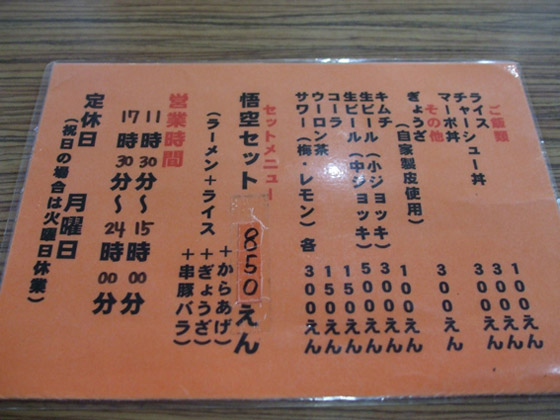 ご飯類
ライス 100えん
チャーシュー丼 300えん
マーボ丼 300えん
その他
ぎょうざ(自家製皮使用) 300えん
キムチ 100えん
生ビール(小ジョッキ) 300えん
生ビール(中ジョッキ) 500えん
コーラ 150えん
ウーロン茶 150えん
サワー(梅・レモン)各 300えん
セットメニュー
悟空セット 850えん
(ラーメン+ライス +からあげ)
+ぎょうざ)
+串豚バラ)
営業時間
11時30分～15時00分
17時30分～24時00分
定休日 月曜日
(祝日の場合は火曜日休業)